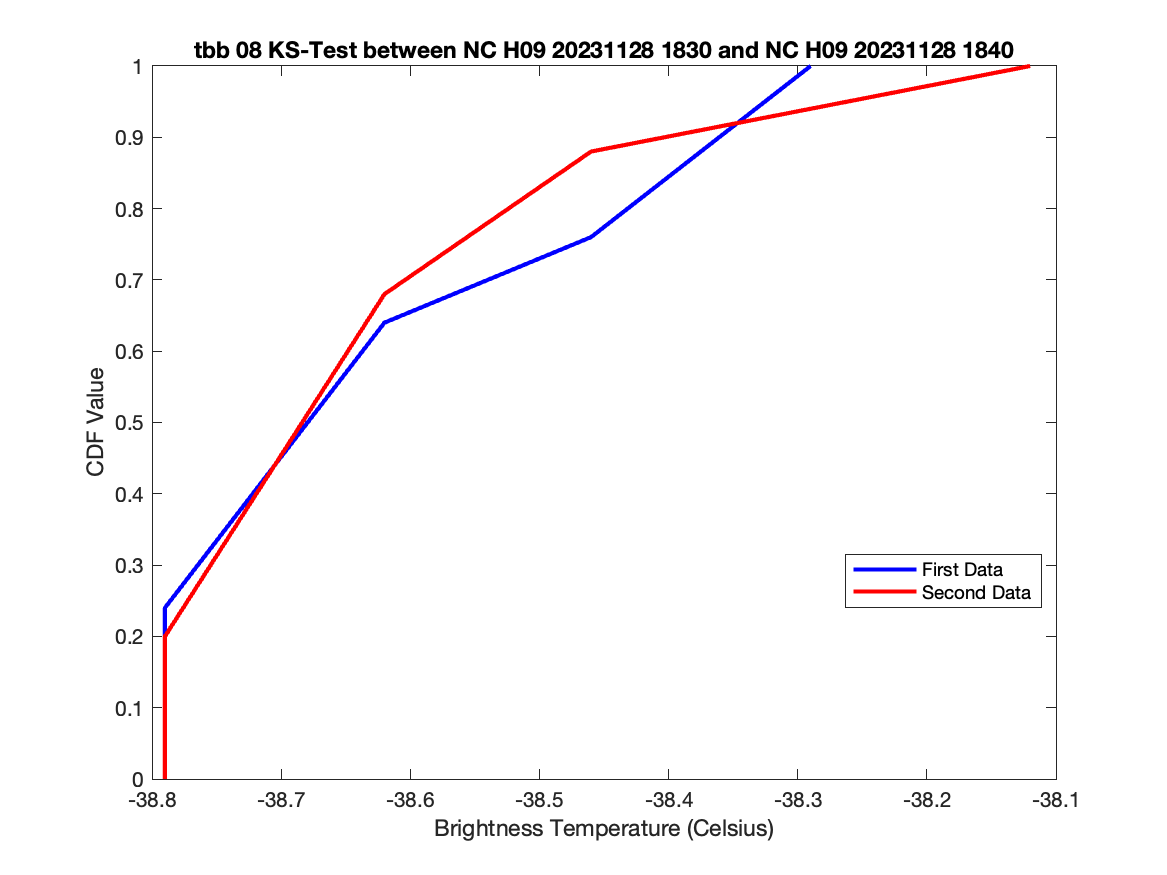 tbb 08 KS-Test between NC H09 20231128 1830 and NC H09 20231128 1840
1
0.9
0.8
0.7
0.6
0.5
0.4
0.3
0.2
0.1
0
CDF Value
First Data
Second Data
-38.8 -38.7 -38.6 -38.5 -38.4 -38.3 -38.2 -38.1
Brightness Temperature (Celsius)